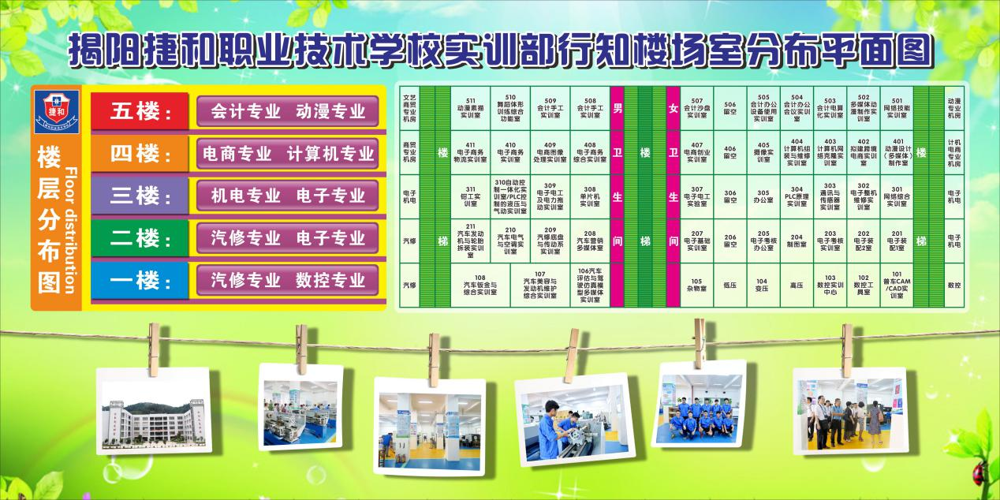 揭阳捷和职业技术学校实训部行知楼场室分布平面图
捷和
楼层分布图
Floor distribution
五楼：
会计专业 动漫专业
四楼：
电商专业 计算机专业
三楼：
机电专业 电子专业
二楼：
汽修专业 电子专业
一楼：
汽修专业 数控专业
文艺
商贸
专业
机房
511
动漫素描
实训室
510
舞蹈体形
训练综合
功能室
509
会计手工
实训室
508
会计手工
实训室
507
会计沙盘
实训室
506
留空
505
会计办公
设备使用
实训室
504
会计办公
会议实训
室
503
会计电算
化实训室
502
多媒体动
漫制作实
训室
501
网络技能
实训室
动漫
专业
机房
商贸
专业
机房
411
电子商务
物流实训室
410
电子商务
实训室
409
电商图像
处理实训室
408
电子商务
综合实训室
407
电商创业
实训室
406
留空
405
摄像实
训室
404
计算机组
装与维修
实训室
403
计算机网
络克隆实
训室
402
拟建跨境
电商实训
室
401
动漫设计
（多媒体）
制作室
计机
电商
专业
机房
电子
机电
311
钳工实
训室
310自动控
制一体化实
训室/PLC控
制的液压与
气动实训室
309
电子电工
及电力拖
动实训室
308
单片机
实训室
307
电子电工
实验室
306
留空
305
办公室
304
PLC原理
实训室
303
通讯与
传感器
实训室
302
电子整机
维修实
训室
301
网络综合
实训室
电子
机电
汽修
211
汽车发动
机与轮胎
拆装实训
室
210
汽车电气
与空调实
训室
209
汽修底盘
与传动系
实训室
208
汽车营销
多媒体室
207
电子基础
实训室
206
留空
205
电子考核
办公室
204
制图室
203
电子考核
实训室
202
电子装
配2室
201
电子装
配1室
电子
机电
汽修
108
汽车钣金与
综合实训室
107
汽车美容与
发动机维护
综合实训室
106汽车
评估与驾
驶仿真模
型多媒体
实训室
105
杂物室
低压
104
变压
高压
103
数控实训
中心
102
数控工
具室
101
普车CAM
/CAD实
训室
数控
楼梯
男卫生间
楼梯
女卫生间
楼梯